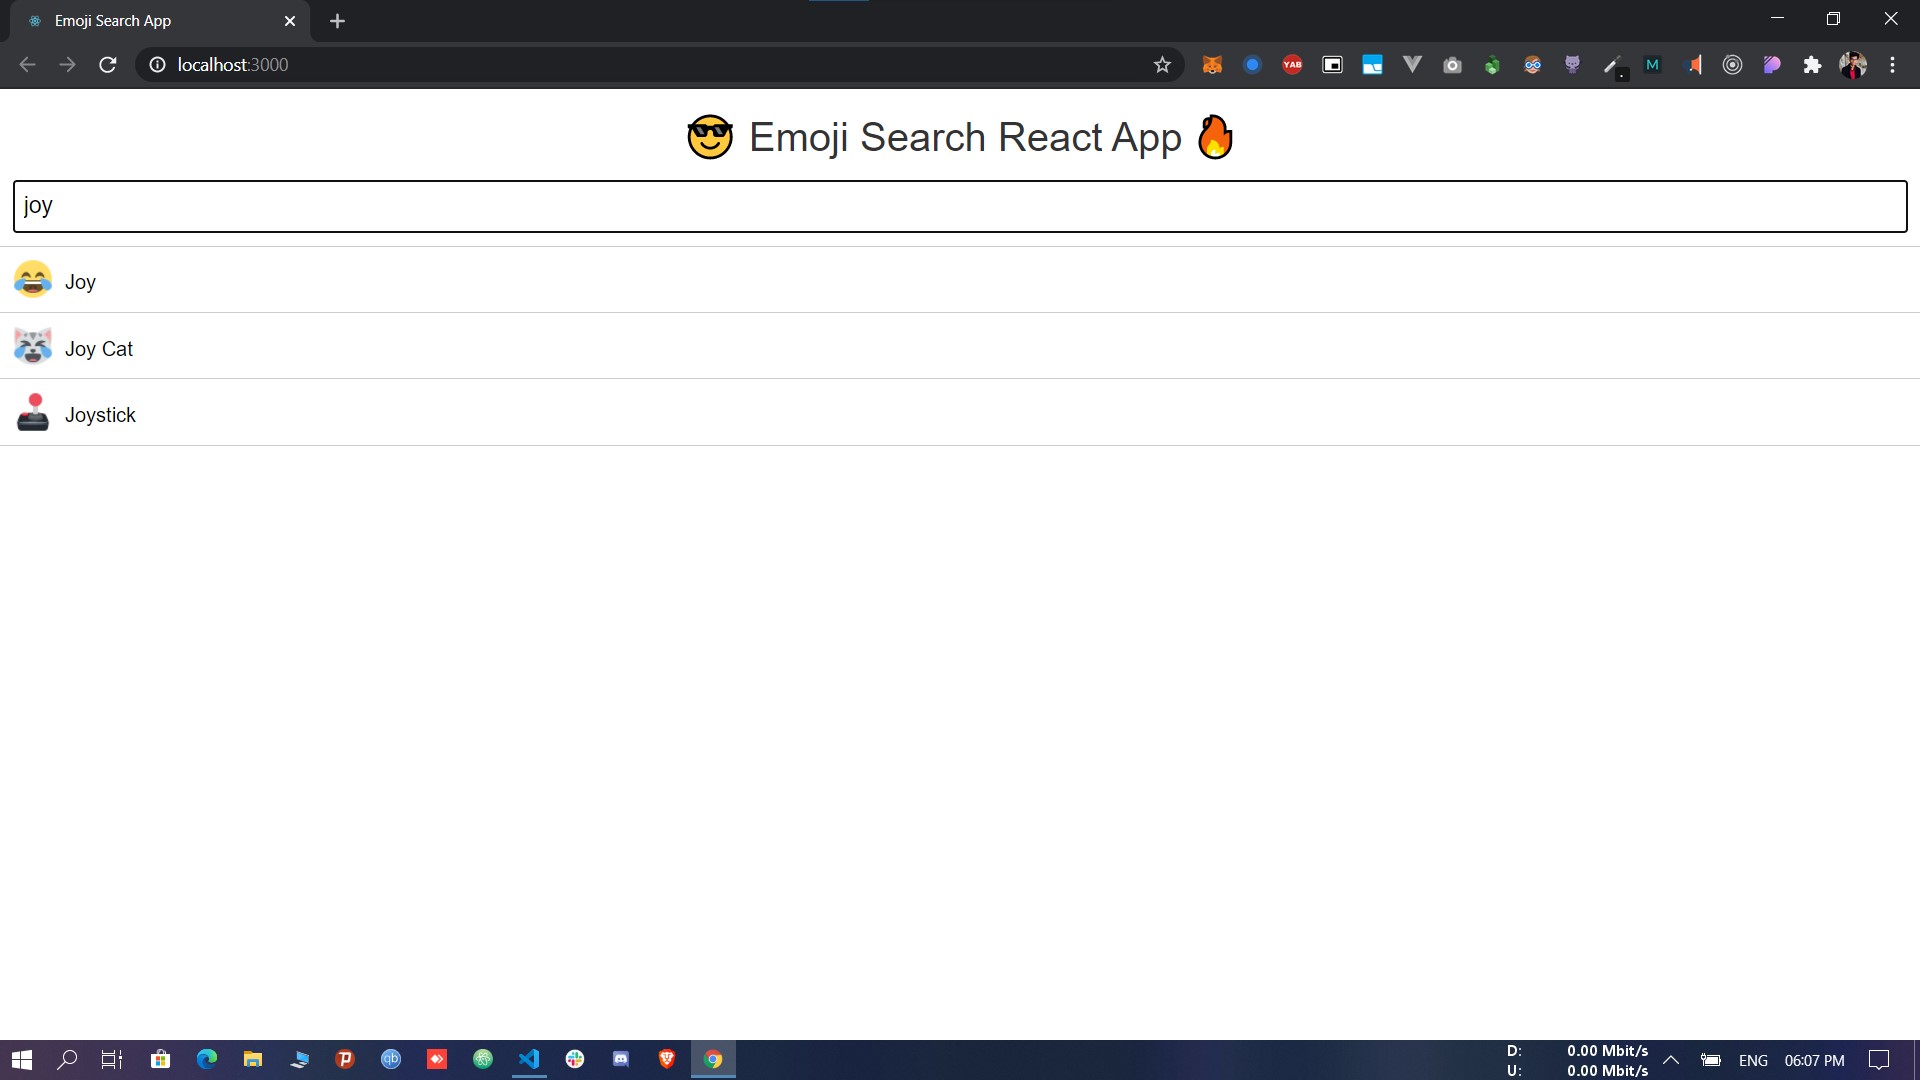 Emoji Search App
localhost:3000
YAB
M
😎 Emoji Search React App 🔥
joy
😂 Joy
😹 Joy Cat
🕹️ Joystick
qb
D: 0.00 Mbit/s
U: 0.00 Mbit/s
ENG 06:07 PM